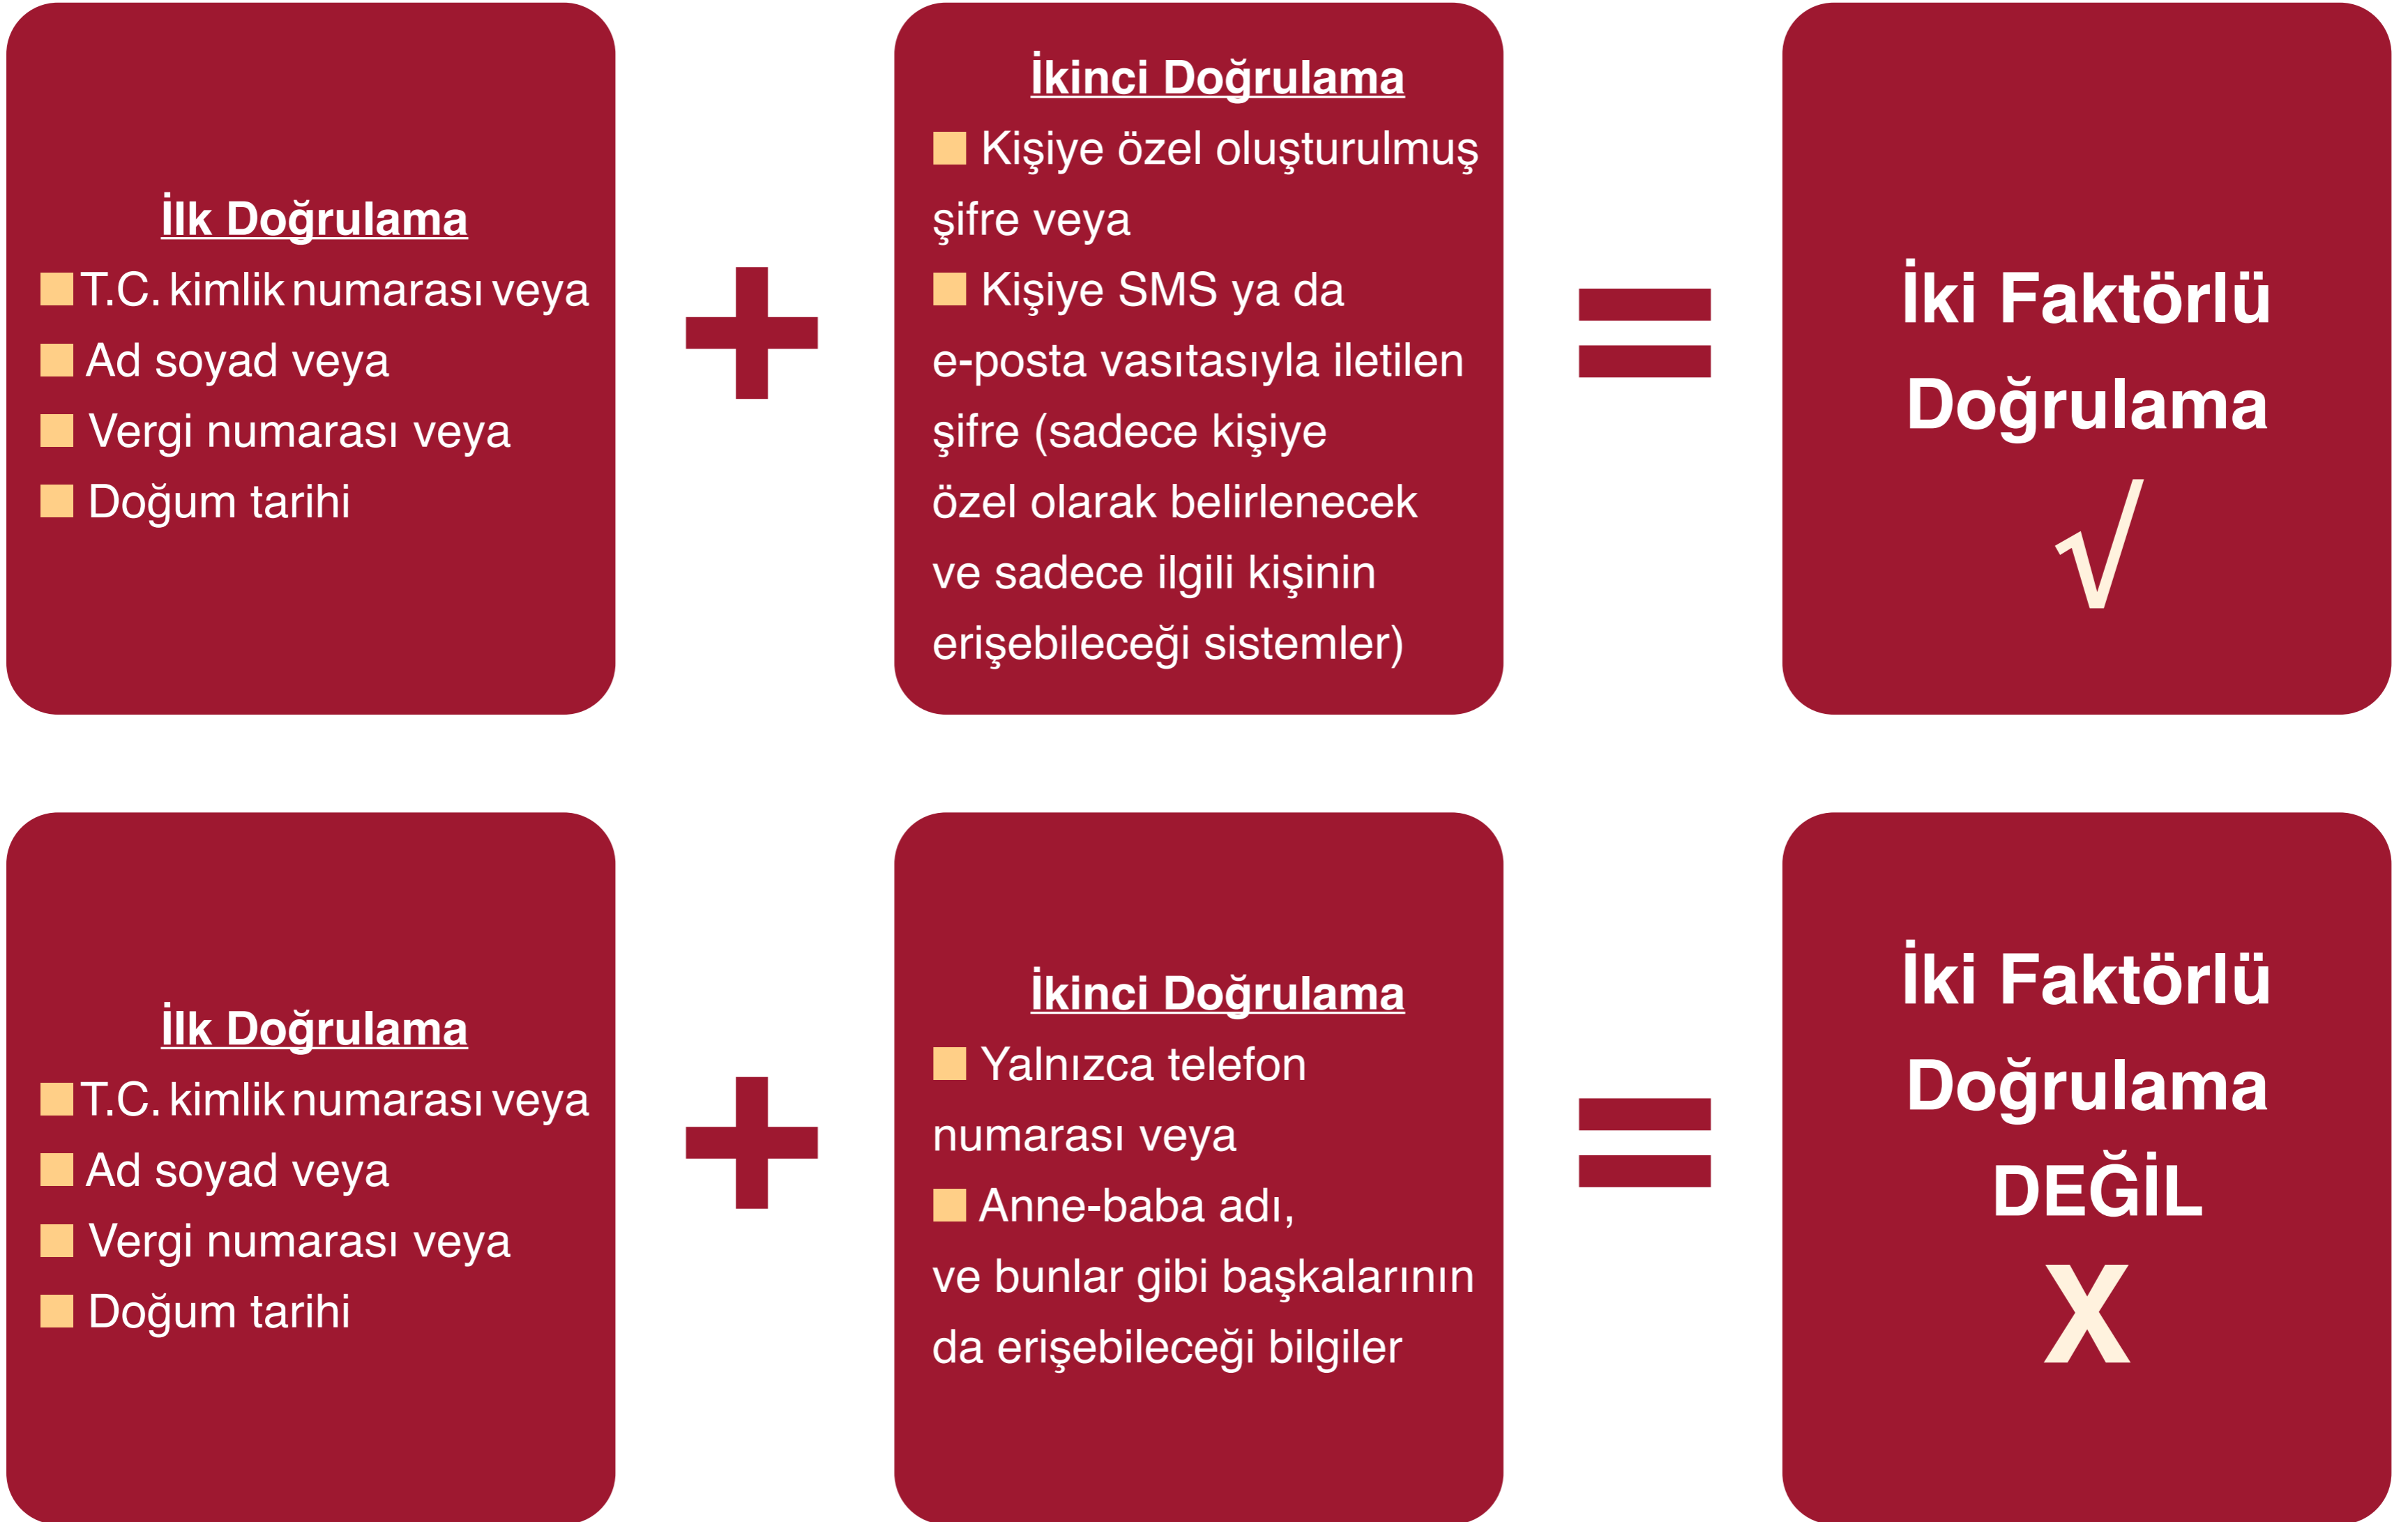 İlk Doğrulama
■ T.C. kimlik numarası veya
■ Ad soyad veya
■ Vergi numarası veya
■ Doğum tarihi
+
İkinci Doğrulama
■ Kişiye özel oluşturulmuş
şifre veya
■ Kişiye SMS ya da
e-posta vasıtasıyla iletilen
şifre (sadece kişiye
özel olarak belirlenecek
ve sadece ilgili kişinin
erişebileceği sistemler)
=
İki Faktörlü
Doğrulama
√
İlk Doğrulama
■ T.C. kimlik numarası veya
■ Ad soyad veya
■ Vergi numarası veya
■ Doğum tarihi
+
İkinci Doğrulama
■ Yalnızca telefon
numarası veya
■ Anne-baba adı,
ve bunlar gibi başkalarının
da erişebileceği bilgiler
=
İki Faktörlü
Doğrulama
DEĞİL
X